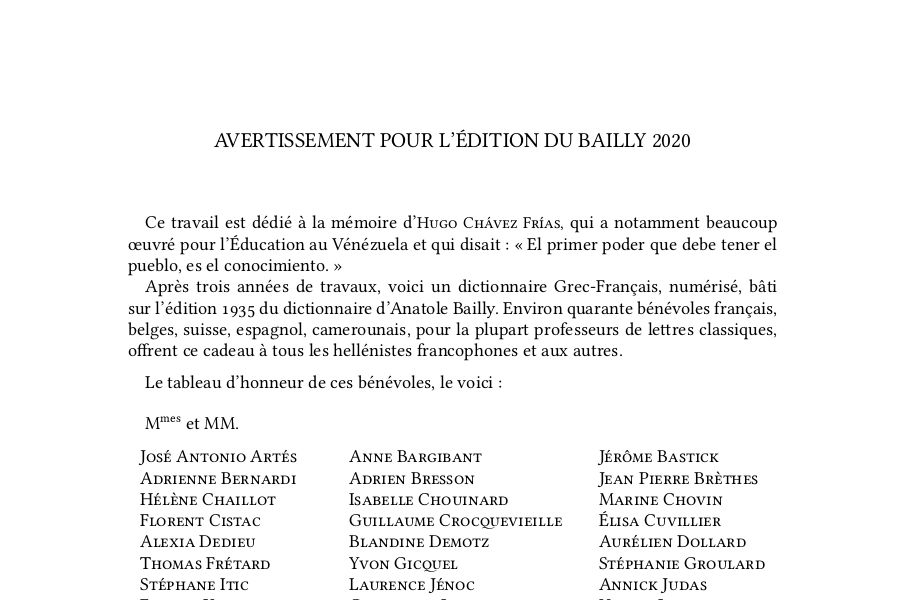 AVERTISSEMENT POUR L’ÉDITION DU BAILLY 2020
Ce travail est dédié à la mémoire d’Hugo Chávez Frías, qui a notamment beaucoup
œuvré pour l’Éducation au Vénézuela et qui disait : « El primer poder que debe tener el
pueblo, es el conocimiento. »
Après trois années de travaux, voici un dictionnaire Grec-Français, numérisé, bâti
sur l’édition 1935 du dictionnaire d’Anatole Bailly. Environ quarante bénévoles français,
belges, suisse, espagnol, camerounais, pour la plupart professeurs de lettres classiques,
offrent ce cadeau à tous les hellénistes francophones et aux autres.
Le tableau d’honneur de ces bénévoles, le voici :
Mmes et MM.
José Antonio Artés Anne Bargibant Jérôme Bastick
Adrienne Bernardi Adrien Bresson Jean Pierre Brèthes
Hélène Chaillot Isabelle Chouinard Marine Chovin
Florent Cistac Guillaume Crocquevieille Élisa Cuvillier
Alexia Dedieu Blandine Demotz Aurélien Dollard
Thomas Frétard Yvon Gicquel Stéphanie Groulard
Stéphane Itic Laurence Jénoc Annick Judas